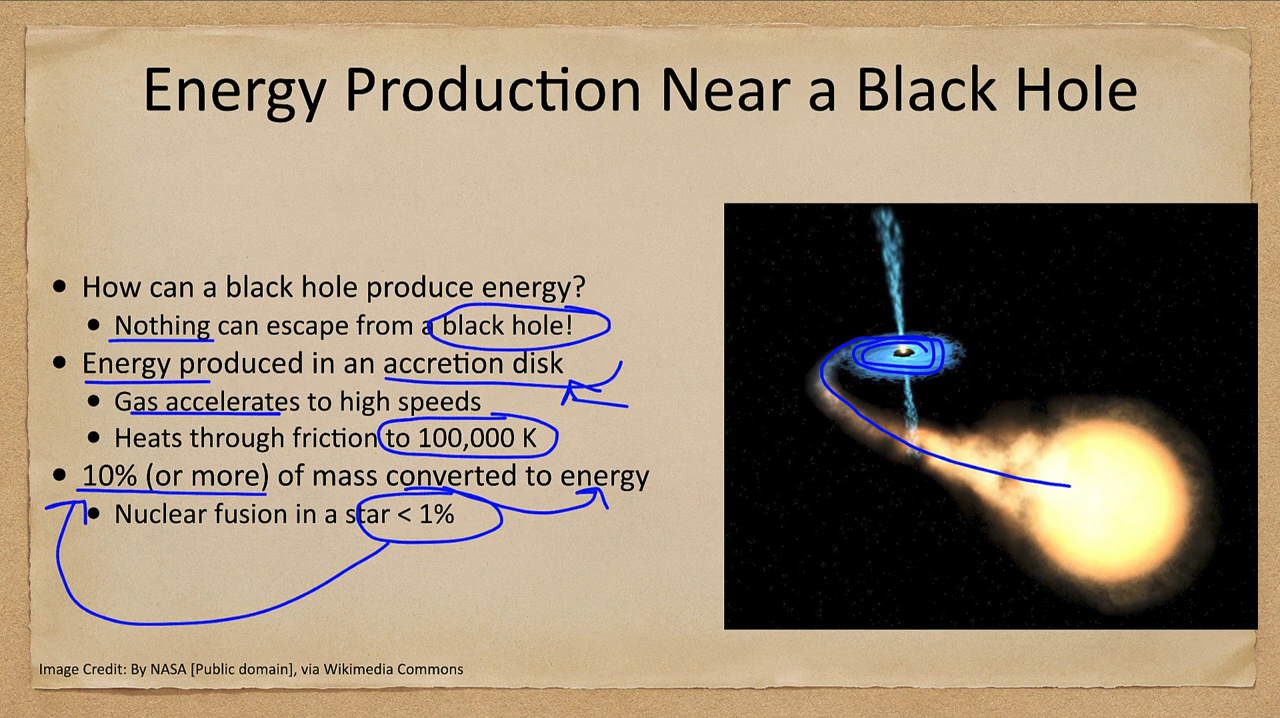 Energy Production Near a Black Hole
• How can a black hole produce energy?
• Nothing can escape from a black hole!
• Energy produced in an accretion disk
• Gas accelerates to high speeds
• Heats through friction to 100,000 K
• 10% (or more) of mass converted to energy
• Nuclear fusion in a star < 1%
Image Credit: By NASA [Public domain], via Wikimedia Commons